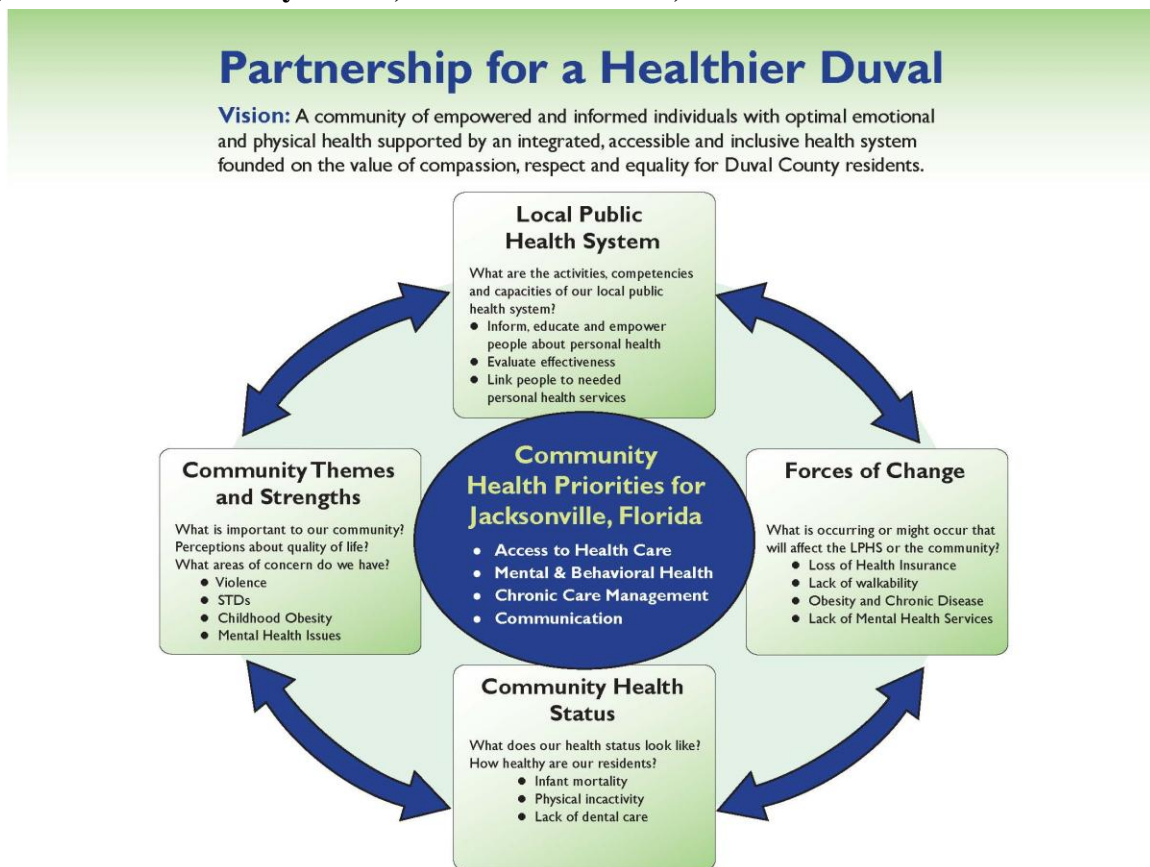 Partnership for a Healthier Duval
Vision: A community of empowered and informed individuals with optimal emotional
and physical health supported by an integrated, accessible and inclusive health system
founded on the value of compassion, respect and equality for Duval County residents.
Local Public
Health System
What are the activities, competencies
and capacities of our local public
health system?
● Inform, educate and empower
people about personal health
● Evaluate effectiveness
● Link people to needed
personal health services
Community Themes
and Strengths
What is important to our community?
Perceptions about quality of life?
What areas of concern do we have?
● Violence
● STDs
● Childhood Obesity
● Mental Health Issues
Community
Health Priorities for
Jacksonville, Florida
● Access to Health Care
● Mental & Behavioral Health
● Chronic Care Management
● Communication
Forces of Change
What is occurring or might occur that
will affect the LPHS or the community?
● Loss of Health Insurance
● Lack of walkability
● Obesity and Chronic Disease
● Lack of Mental Health Services
Community Health
Status
What does our health status look like?
How healthy are our residents?
● Infant mortality
● Physical incactivity
● Lack of dental care